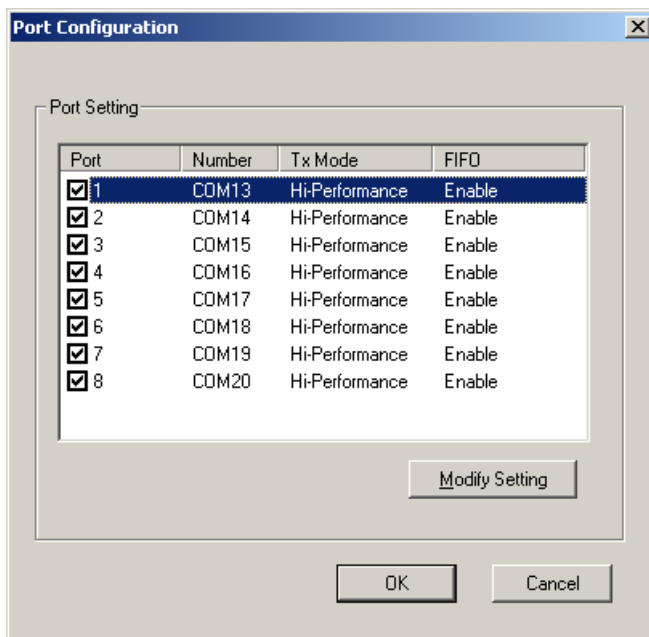 Port Configuration
Port Setting
Port Number Tx Mode FIFO
1 COM13 Hi-Performance Enable
2 COM14 Hi-Performance Enable
3 COM15 Hi-Performance Enable
4 COM16 Hi-Performance Enable
5 COM17 Hi-Performance Enable
6 COM18 Hi-Performance Enable
7 COM19 Hi-Performance Enable
8 COM20 Hi-Performance Enable
Modify Setting
OK Cancel